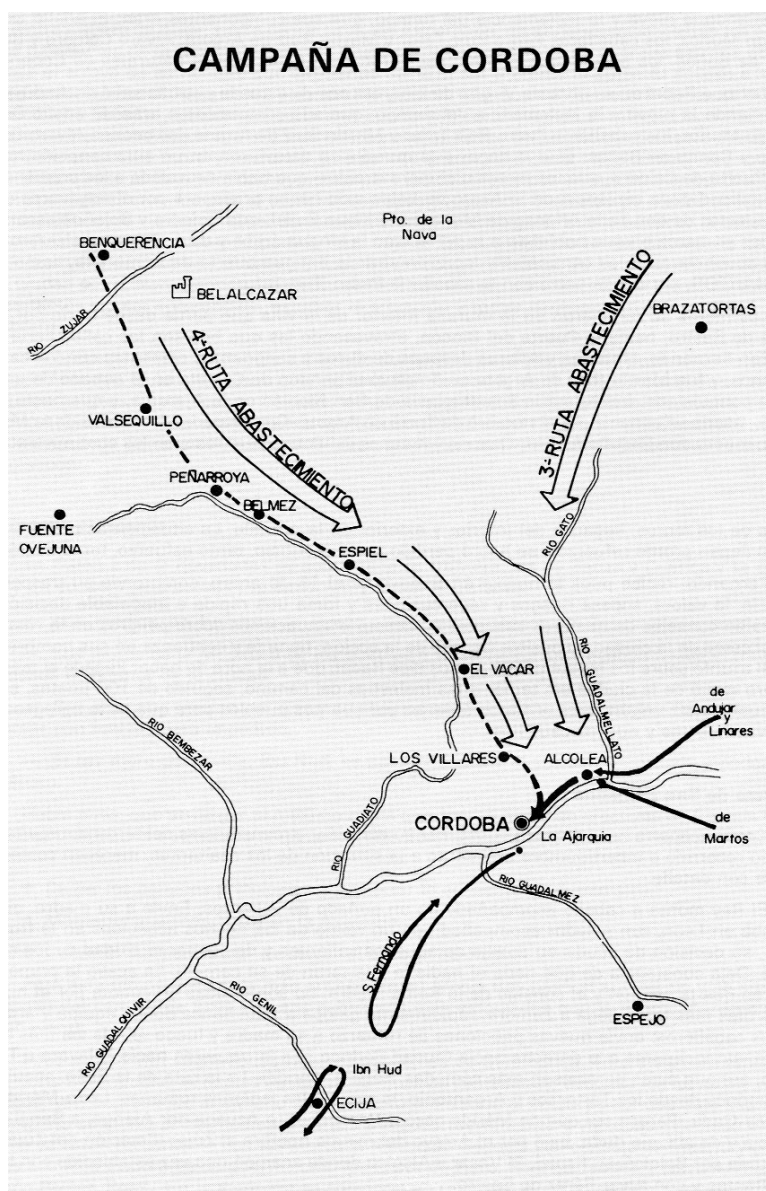 CAMPAÑA DE CORDOBA
Pto. de la
Nava
BENQUERENCIA
BELALCAZAR
RIO ZUJAR
BRAZATORTAS
3ª RUTA ABASTECIMIENTO
4ª RUTA ABASTECIMIENTO
VALSEQUILLO
PEÑARROYA
BELMEZ
FUENTE
OVEJUNA
ESPIEL
RIO GATO
RIO GUADALMELLATO
EL VACAR
de
Andujar
y
Linares
RIO BEMBEZAR
LOS VILLARES
ALCOLEA
RIO GUADIATO
CORDOBA
La Ajarquia
de
Martos
RIO GUADALMEZ
S. Fernando
RIO GUADALQUIVIR
RIO GENIL
ESPEJO
Ibn Hud
ECIJA